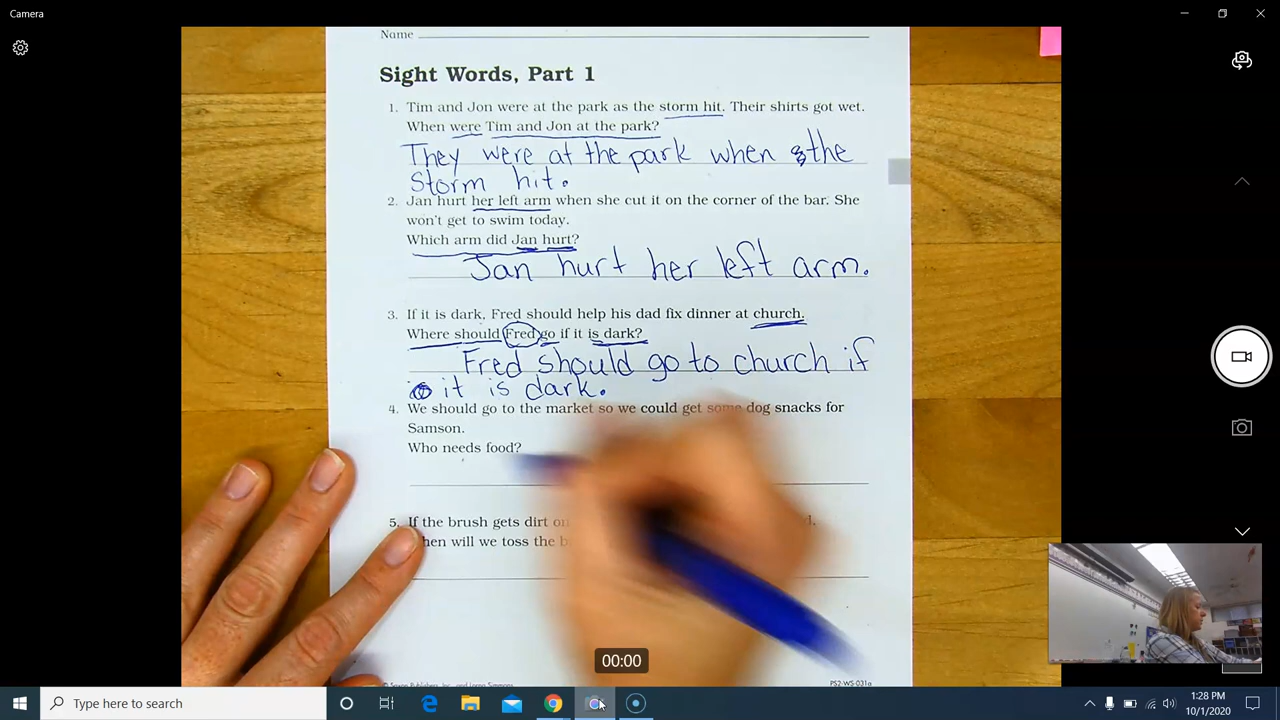 Camera
Name
Sight Words, Part 1
1. Tim and Jon were at the park as the storm hit. Their shirts got wet.
When were Tim and Jon at the park?
They were at the park when the
Storm hit.
2. Jan hurt her left arm when she cut it on the corner of the bar. She
won't get to swim today.
Which arm did Jan hurt?
Jan hurt her left arm.
3. If it is dark, Fred should help his dad fix dinner at church.
Where should Fred go if it is dark?
Fred should go to church if
it is dark.
4. We should go to the market so we could get some dog snacks for
Samson.
Who needs food?
5. If the brush gets dirt on
will we toss the
00:00
PS2-WS-031a
Type here to search
1:28 PM
10/1/2020